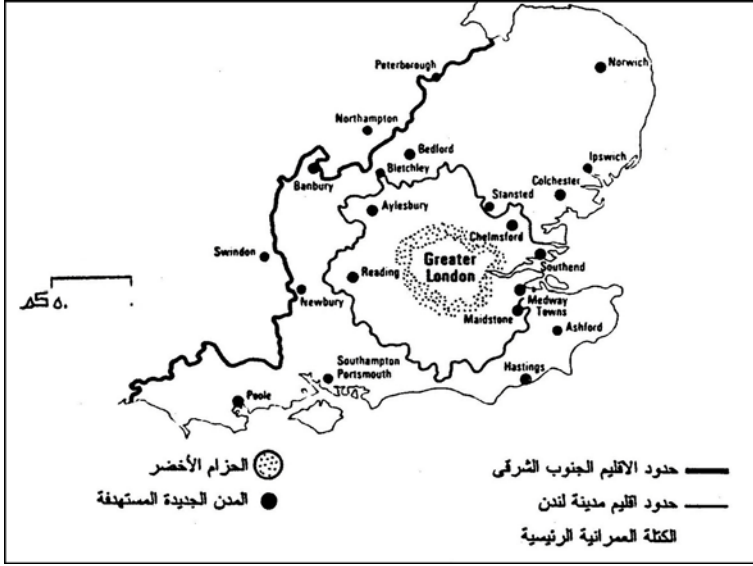 Norwich
Peterborough
Northampton
Bedford
Ipswich
Bletchley
Banbury
Colchester
Stansted
Aylesbury
Chelmsford
Swindon
Greater
London
Southend
Reading
Newbury
Medway
Towns
Maidstone
Ashford
Southampton
Portsmouth
Hastings
Poole
٥٠ كم
حدود الاقليم الجنوب الشرقى
الحزام الأخضر
حدود اقليم مدينة لندن
المدن الجديدة المستهدفة
الكتلة العمرانية الرئيسية